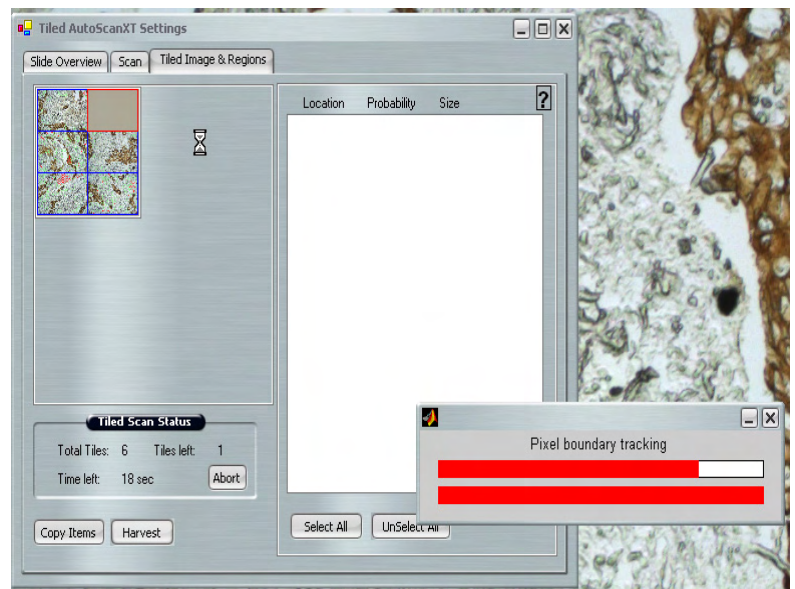 Tiled AutoScanXT Settings
Slide Overview Scan Tiled Image & Regions
Location Probability Size ?
Tiled Scan Status
Total Tiles: 6 Tiles left: 1
Time left: 18 sec Abort
Copy Items Harvest
Select All UnSelect All
Pixel boundary tracking